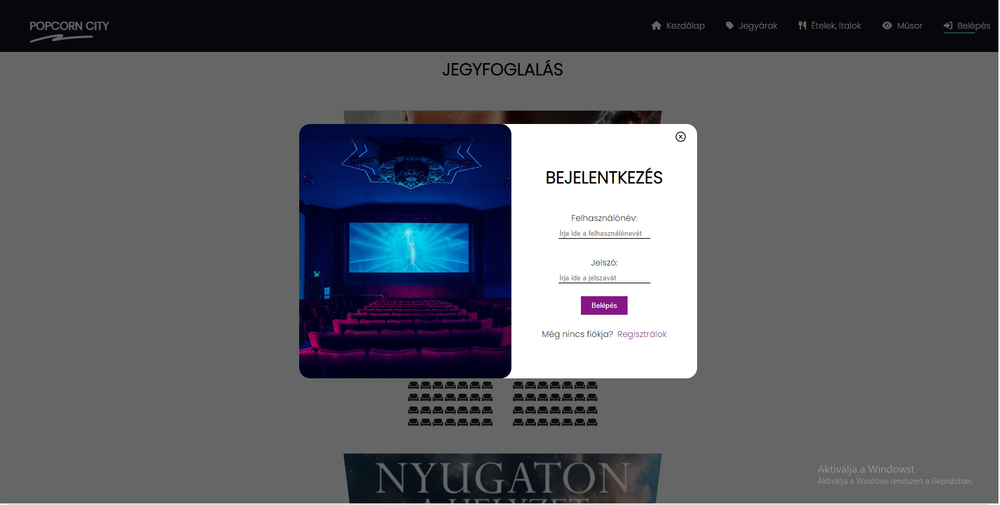 POPCORN CITY
Kezdőlap
Jegyárak
Ételek, italok
Műsor
Belépés
JEGYFOGLALÁS
x
BEJELENTKEZÉS
Felhasználónév:
Írja ide a felhasználónevét
Jelszó:
Írja ide a jelszavát
Belépés
Még nincs fiókja? Regisztrálok
NYUGATON
A HELYZET
Aktiválja a Windowst
Aktiválja a Windows rendszert a Gépházban.